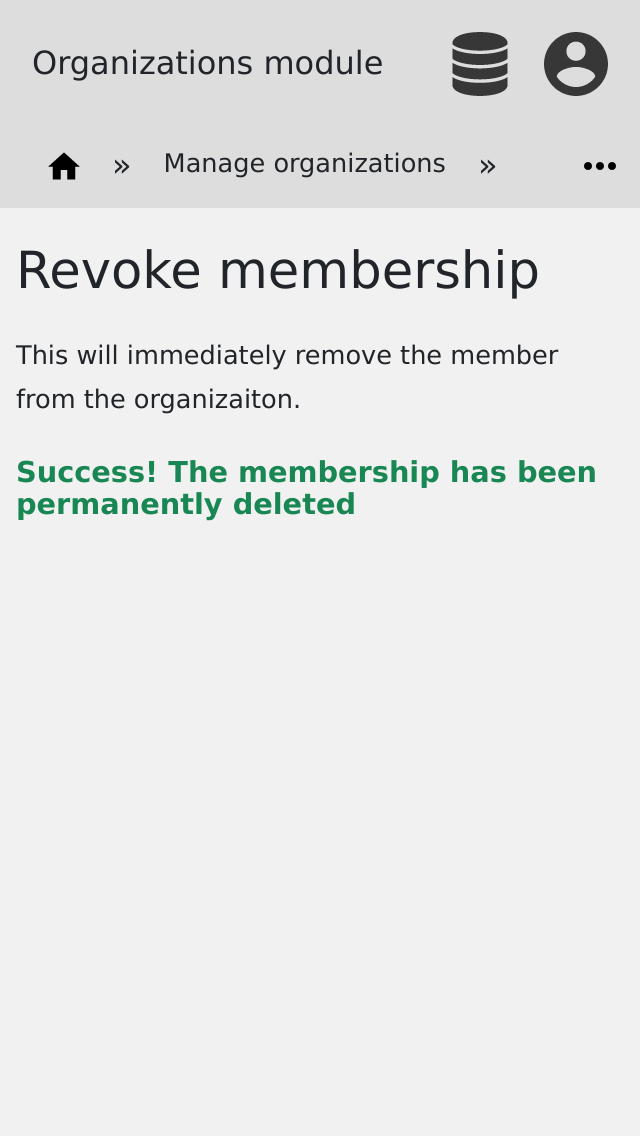 Organizations module
» Manage organizations »
Revoke membership
This will immediately remove the member
from the organizaiton.
Success! The membership has been
permanently deleted